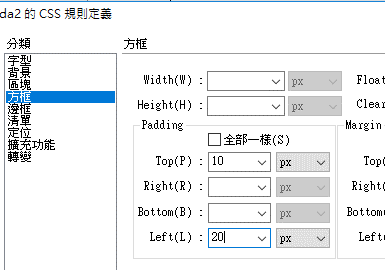 da2 的 CSS 規則定義
分類
方框
字型
背景
區塊
方框
邊框
清單
定位
擴充功能
轉變
Width(W) : px Float
Height(H) : px Clear
Padding Margin
全部一樣(S)
Top(P) : 10 px Top
Right(R) : px Right
Bottom(B) : px Bottom
Left(L) : 20 px Left